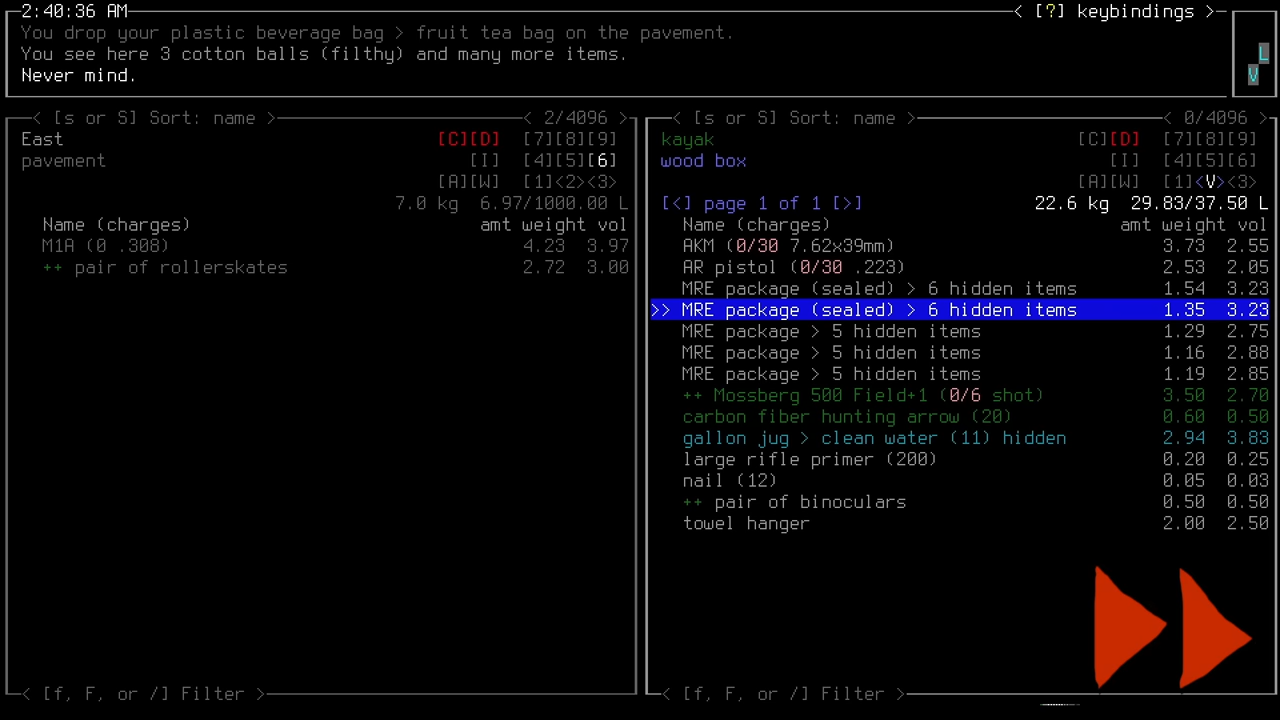 2:40:36 AM < [?] keybindings >
You drop your plastic beverage bag > fruit tea bag on the pavement.
You see here 3 cotton balls (filthy) and many more items.
Never mind.
L
V
< [s or S] Sort: name > < 2/4096 >
East [C][D] [7][8][9]
pavement [I] [4][5][6]
[A][W] [1]<2><3>
7.0 kg 6.97/1000.00 L
Name (charges) amt weight vol
M1A (0 .308) 4.23 3.97
++ pair of rollerskates 2.72 3.00
< [f, F, or /] Filter >
< [s or S] Sort: name > < 0/4096 >
kayak [C][D] [7][8][9]
wood box [I] [4][5][6]
[A][W] [1]<V><3>
[<] page 1 of 1 [>] 22.6 kg 29.83/37.50 L
Name (charges) amt weight vol
AKM (0/30 7.62x39mm) 3.73 2.55
AR pistol (0/30 .223) 2.53 2.05
MRE package (sealed) > 6 hidden items 1.54 3.23
>> MRE package (sealed) > 6 hidden items 1.35 3.23
MRE package > 5 hidden items 1.29 2.75
MRE package > 5 hidden items 1.16 2.88
MRE package > 5 hidden items 1.19 2.85
++ Mossberg 500 Field+1 (0/6 shot) 3.50 2.70
carbon fiber hunting arrow (20) 0.60 0.50
gallon jug > clean water (11) hidden 2.94 3.83
large rifle primer (200) 0.20 0.25
nail (12) 0.05 0.03
++ pair of binoculars 0.50 0.50
towel hanger 2.00 2.50
< [f, F, or /] Filter >